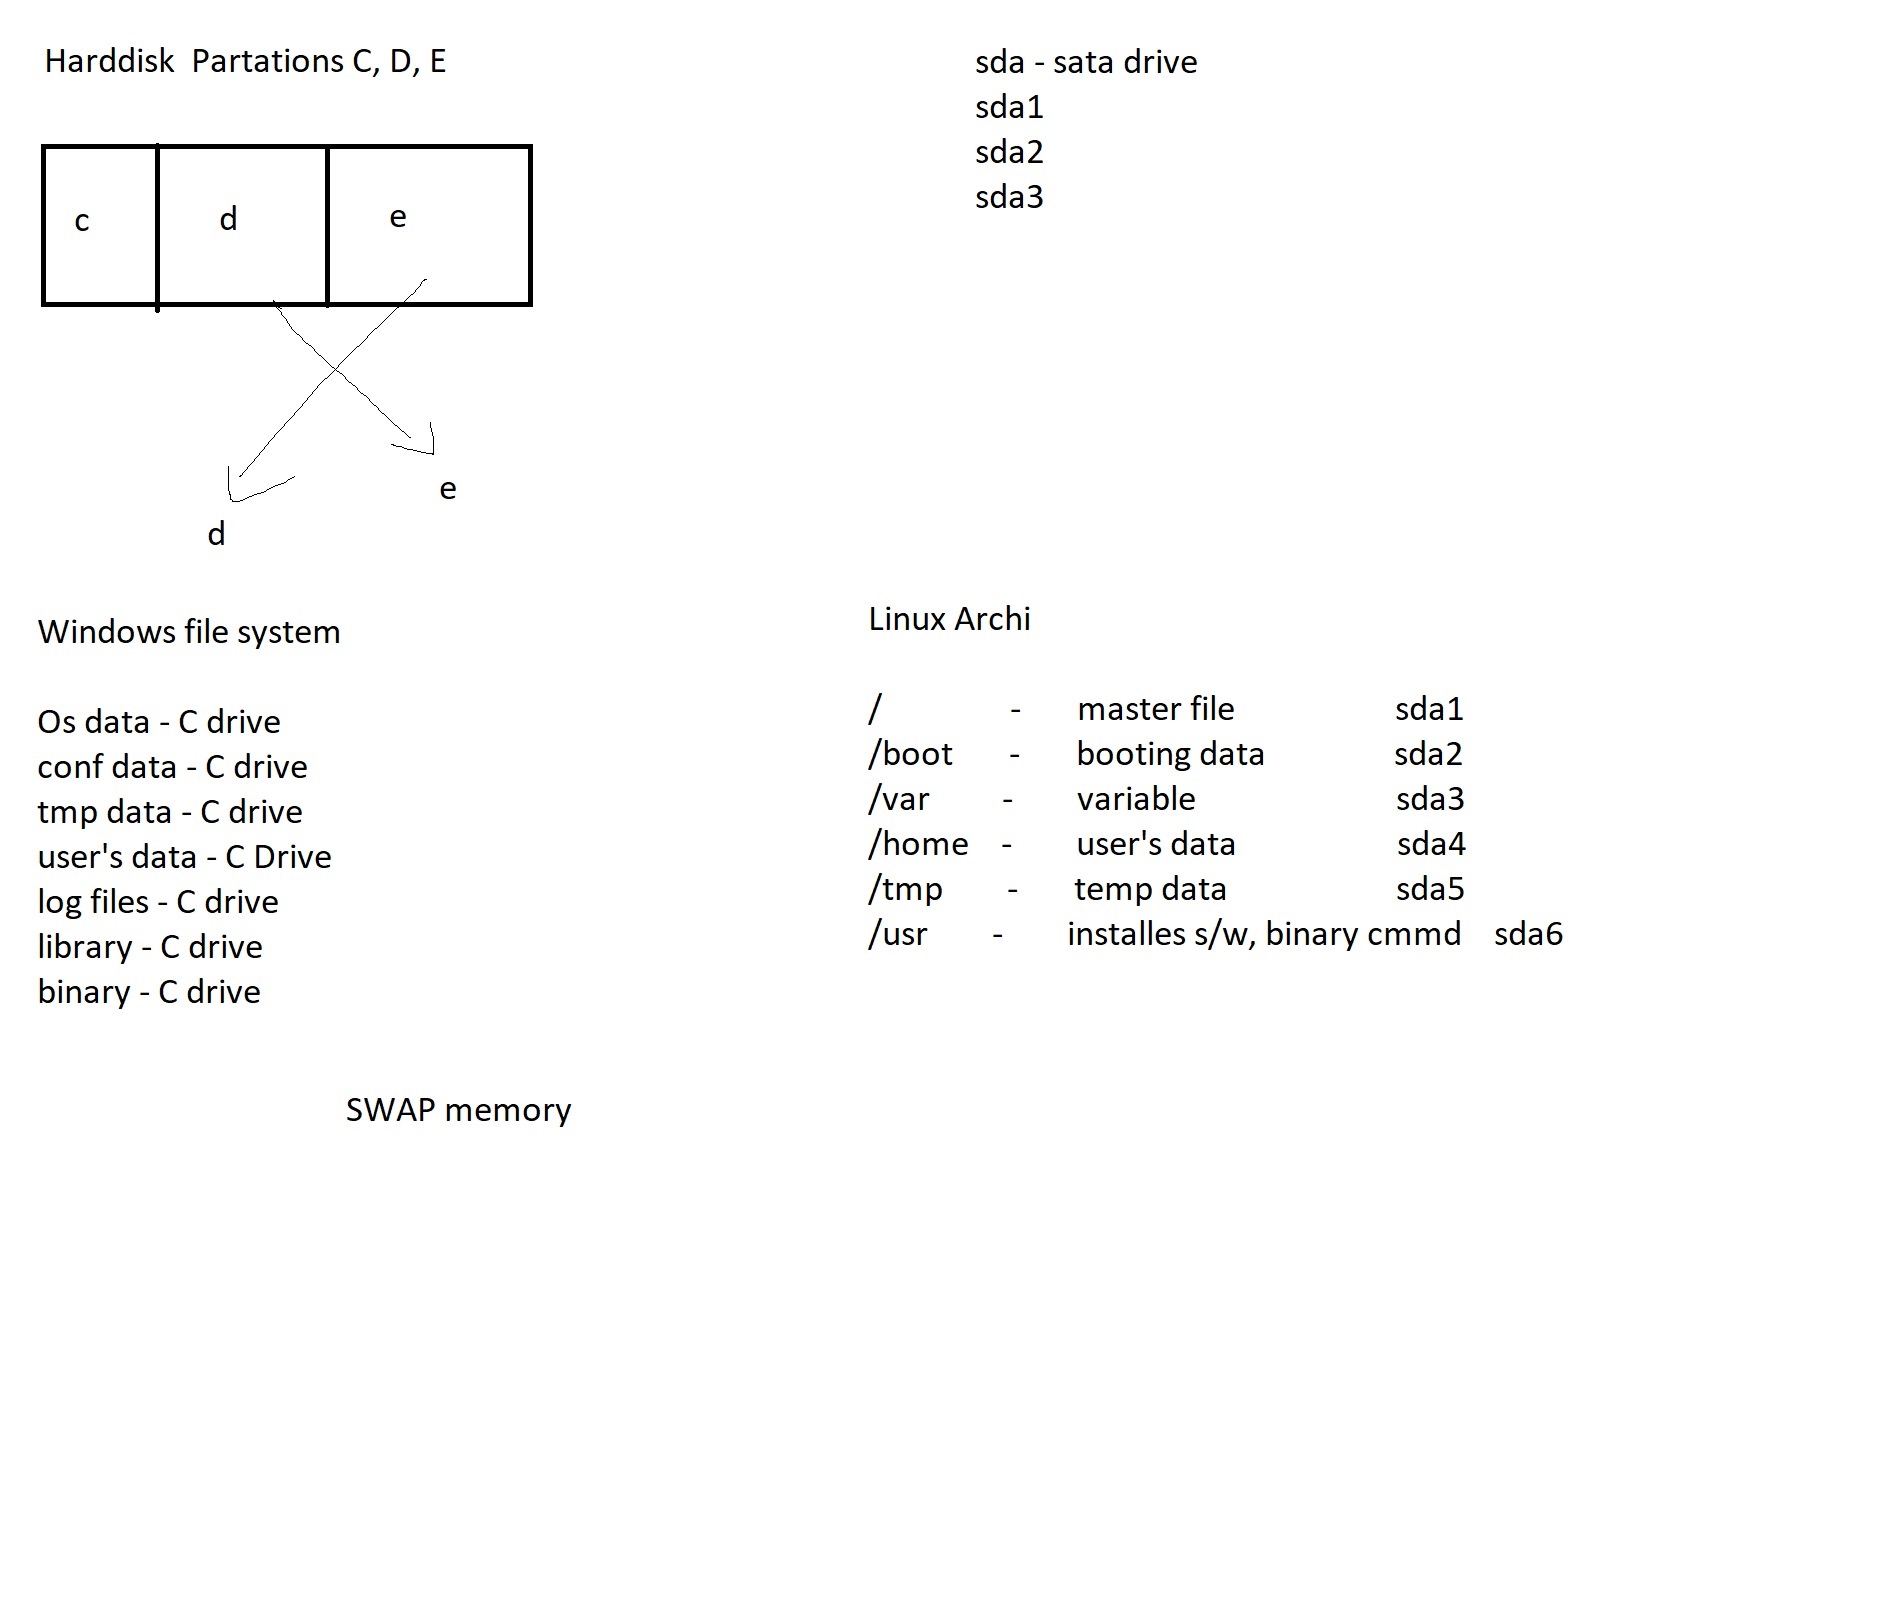 Harddisk  Partations C, D, E
c d e
e
d
sda - sata drive
sda1
sda2
sda3
Windows file system
Os data - C drive
conf data - C drive
tmp data - C drive
user's data - C Drive
log files - C drive
library - C drive
binary - C drive
Linux Archi
/ - master file sda1
/boot - booting data sda2
/var - variable sda3
/home - user's data sda4
/tmp - temp data sda5
/usr - installes s/w, binary cmmd sda6
SWAP memory